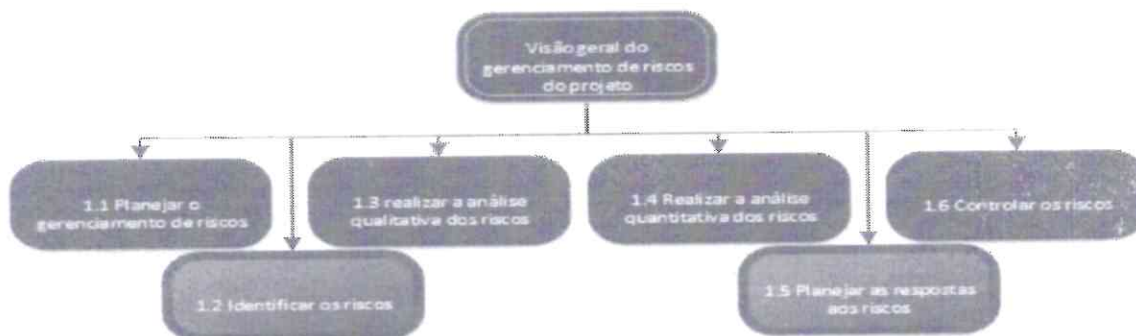 Visão geral do
gerenciamento de riscos
do projeto
1.1 Planejar o
gerenciamento de riscos
1.2 Identificar os riscos
1.3 realizar a análise
qualitativa dos riscos
1.4 Realizar a análise
quantitativa dos riscos
1.5 Planejar as respostas
aos riscos
1.6 Controlar os riscos